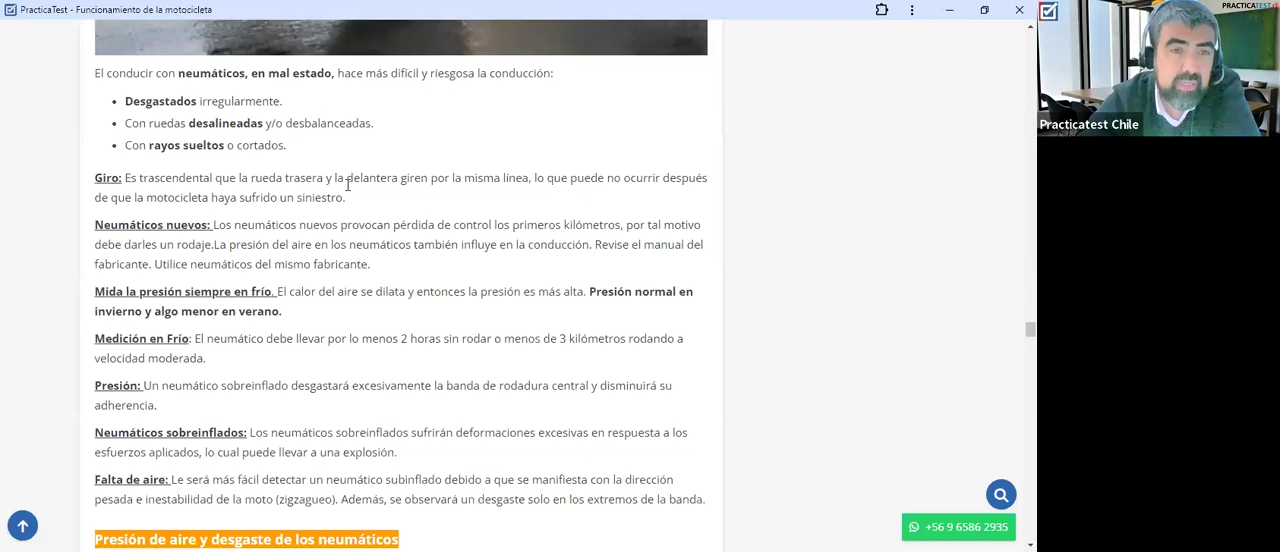 PracticaTest - Funcionamiento de la motocicleta
PRACTICATEST
Practicatest Chile
El conducir con neumáticos, en mal estado, hace más difícil y riesgosa la conducción:
• Desgastados irregularmente.
• Con ruedas desalineadas y/o desbalanceadas.
• Con rayos sueltos o cortados.
Giro: Es trascendental que la rueda trasera y la delantera giren por la misma línea, lo que puede no ocurrir después
de que la motocicleta haya sufrido un siniestro.
Neumáticos nuevos: Los neumáticos nuevos provocan pérdida de control los primeros kilómetros, por tal motivo
debe darles un rodaje.La presión del aire en los neumáticos también influye en la conducción. Revise el manual del
fabricante. Utilice neumáticos del mismo fabricante.
Mida la presión siempre en frío. El calor del aire se dilata y entonces la presión es más alta. Presión normal en
invierno y algo menor en verano.
Medición en Frío: El neumático debe llevar por lo menos 2 horas sin rodar o menos de 3 kilómetros rodando a
velocidad moderada.
Presión: Un neumático sobreinflado desgastará excesivamente la banda de rodadura central y disminuirá su
adherencia.
Neumáticos sobreinflados: Los neumáticos sobreinflados sufrirán deformaciones excesivas en respuesta a los
esfuerzos aplicados, lo cual puede llevar a una explosión.
Falta de aire: Le será más fácil detectar un neumático subinflado debido a que se manifiesta con la dirección
pesada e inestabilidad de la moto (zigzagueo). Además, se observará un desgaste solo en los extremos de la banda.
+56 9 6586 2935
Presión de aire y desgaste de los neumáticos